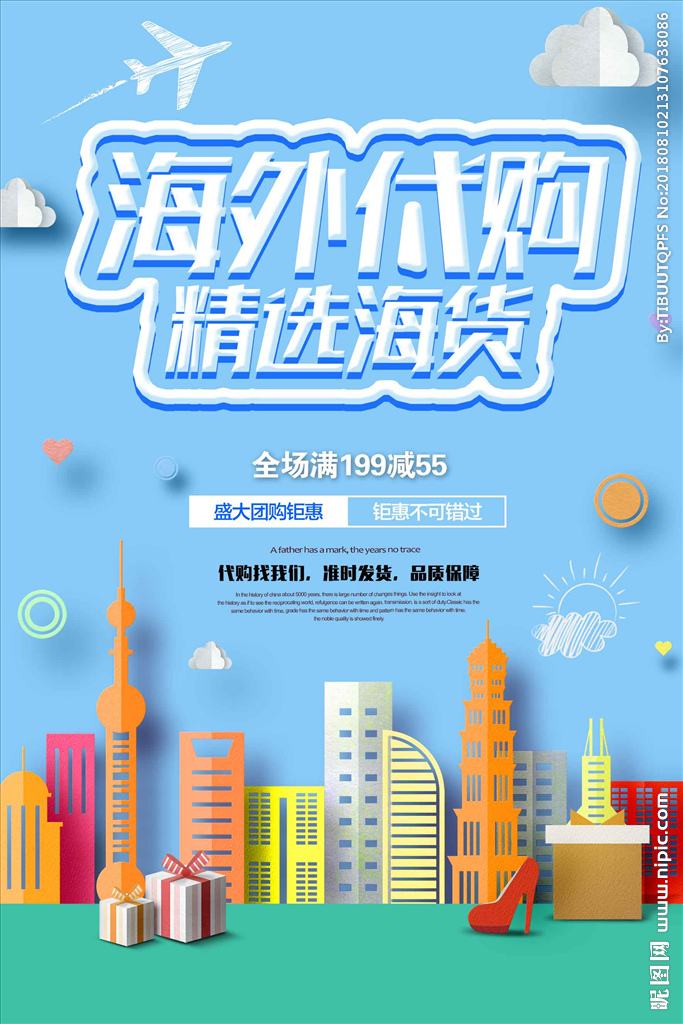 海外代购
精选海货
全场满199减55
盛大团购钜惠 钜惠不可错过
A father has a mark, the years no trace
代购找我们，准时发货，品质保障
In the history of china about 5000 years, there is large number of changes things. Use the insight to look at
the history as if to see the reciprocating world, refulgence can be written again. transmission, is a sort of duty.Classic has the
same behavior with time, grade has the same behavior with time and pattern has the same behavior with time,
the noble quality is showed finely.
By:TIBUUTQPFS No:20180810213107638086
昵图网 www.nipic.com